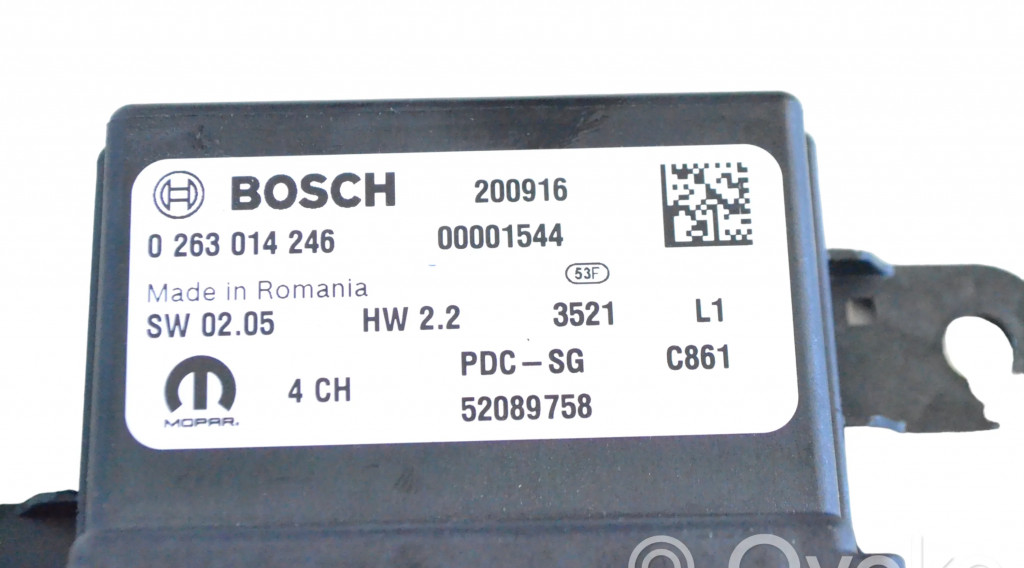 BOSCH 200916
0 263 014 246 00001544
53F
Made in Romania
SW 02.05 HW 2.2 3521 L1
PDC-SG C861
4 CH
MOPAR. 52089758